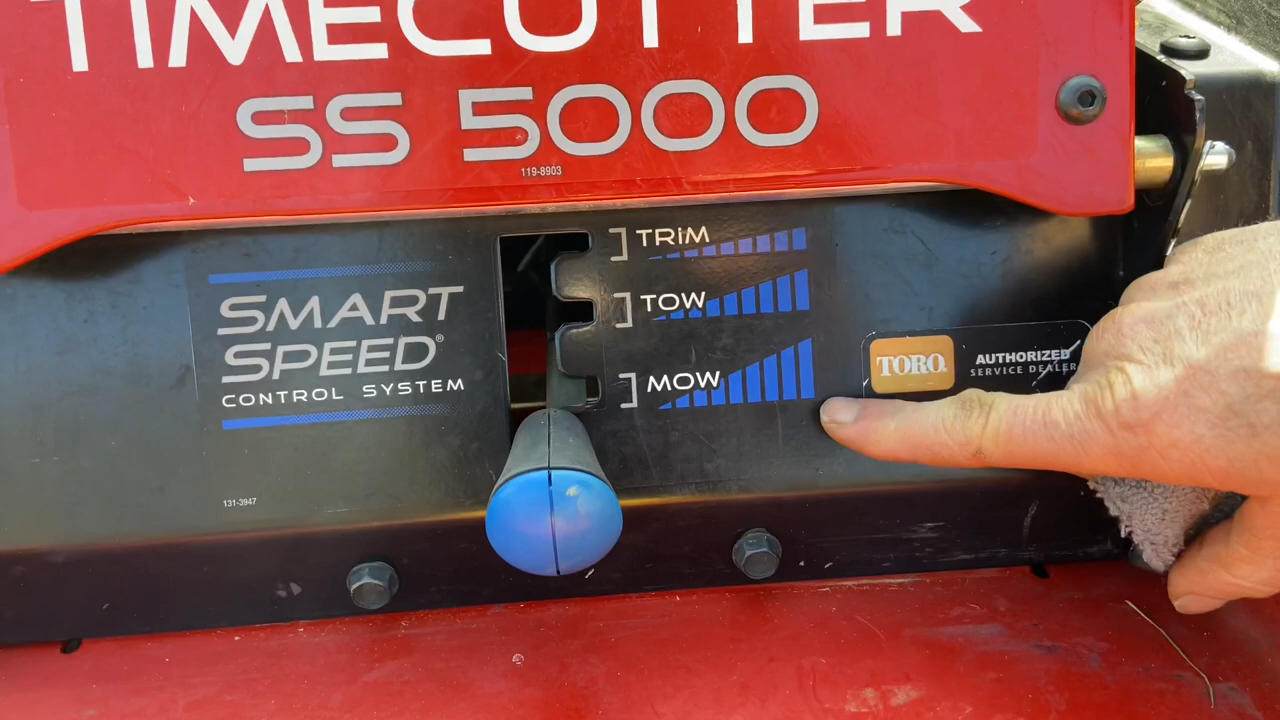 TIMECUTTER
SS 5000
119-8903
TRIM
TOW
MOW
SMART
SPEED®
CONTROL SYSTEM
131-3947
TORO
AUTHORIZED
SERVICE DEALER